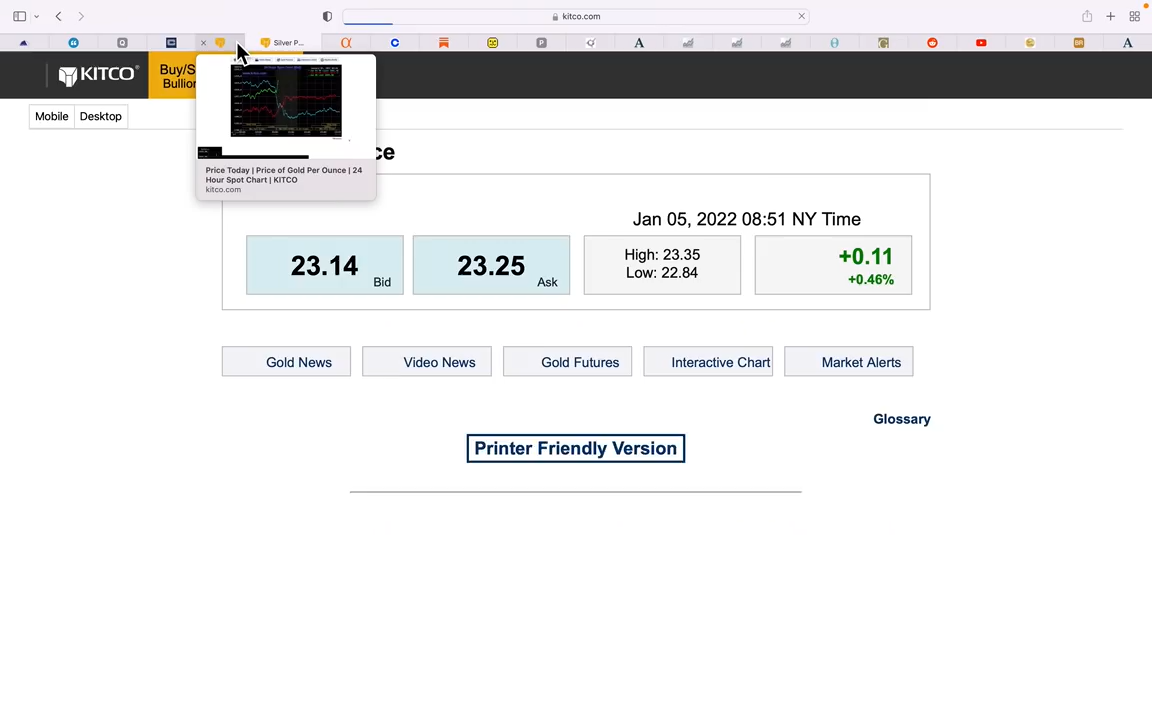 kitco.com
Silver P...
KITCO
Buy/S
Bullion
Mobile
Desktop
Price Today | Price of Gold Per Ounce | 24
Hour Spot Chart | KITCO
kitco.com
ce
Jan 05, 2022 08:51 NY Time
23.14
Bid
23.25
Ask
High: 23.35
Low: 22.84
+0.11
+0.46%
Gold News
Video News
Gold Futures
Interactive Chart
Market Alerts
Glossary
Printer Friendly Version